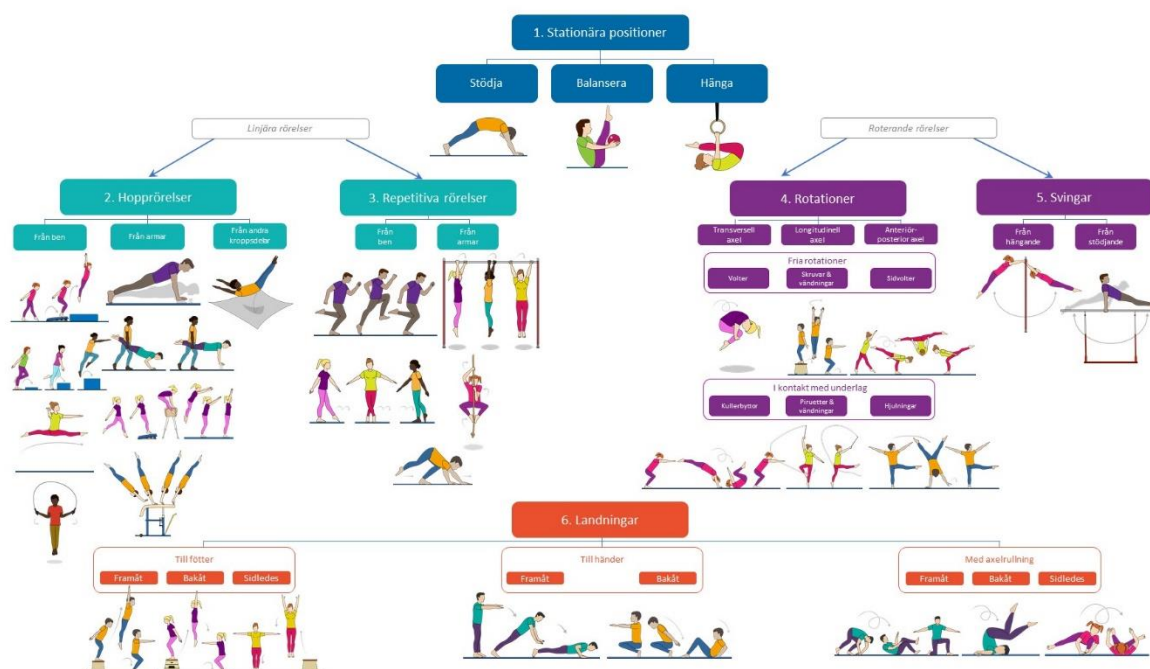 1. Stationära positioner
Stödja
Balansera
Hänga
Linjära rörelser
Roterande rörelser
2. Hopprörelser
Från ben
Från armar
Från andra
kroppsdelar
3. Repetitiva rörelser
Från
ben
Från
armar
4. Rotationer
Transversell
axel
Longitudinell
axel
Anteriör-
posterior axel
Fria rotationer
Volter
Skruvar &
vändningar
Sidvolter
I kontakt med underlag
Kullerbyttor
Piruetter &
vändningar
Hjulningar
5. Svingar
Från
hängande
Från
stödjande
6. Landningar
Till fötter
Framåt
Bakåt
Sidledes
Till händer
Framåt
Bakåt
Med axelrullning
Framåt
Bakåt
Sidledes